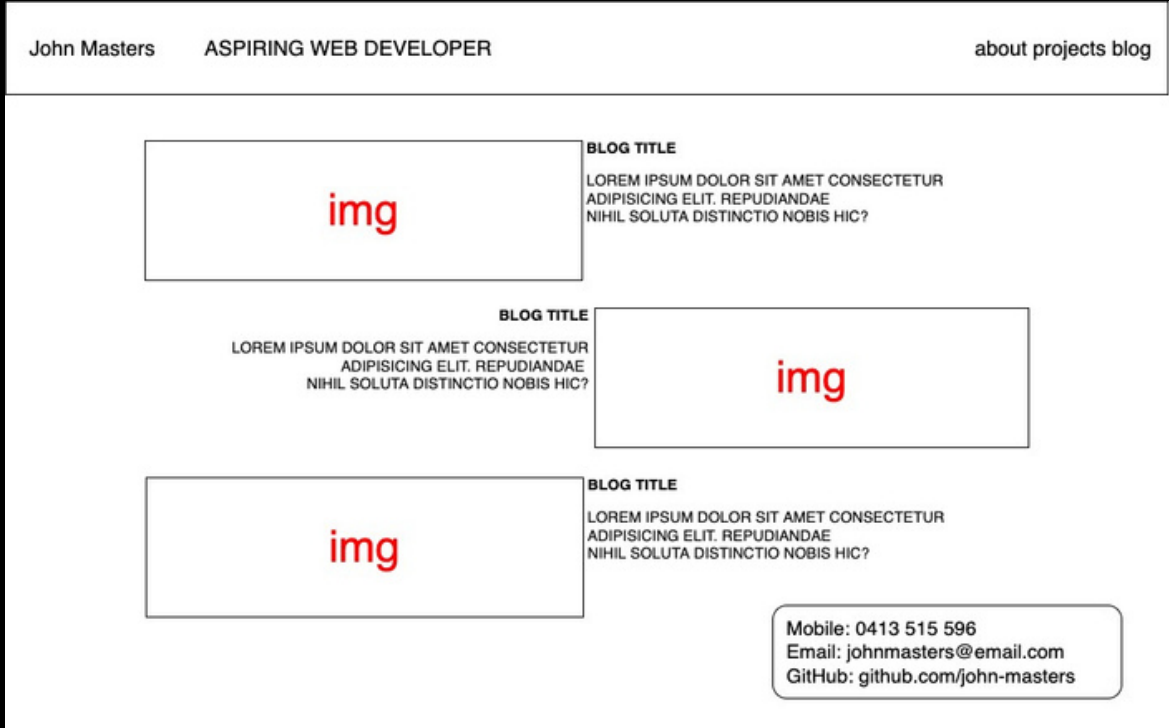 John Masters ASPIRING WEB DEVELOPER about projects blog
img
BLOG TITLE
LOREM IPSUM DOLOR SIT AMET CONSECTETUR
ADIPISICING ELIT. REPUDIANDAE
NIHIL SOLUTA DISTINCTIO NOBIS HIC?
BLOG TITLE
LOREM IPSUM DOLOR SIT AMET CONSECTETUR
ADIPISICING ELIT. REPUDIANDAE
NIHIL SOLUTA DISTINCTIO NOBIS HIC?
img
img
BLOG TITLE
LOREM IPSUM DOLOR SIT AMET CONSECTETUR
ADIPISICING ELIT. REPUDIANDAE
NIHIL SOLUTA DISTINCTIO NOBIS HIC?
Mobile: 0413 515 596
Email: johnmasters@email.com
GitHub: github.com/john-masters